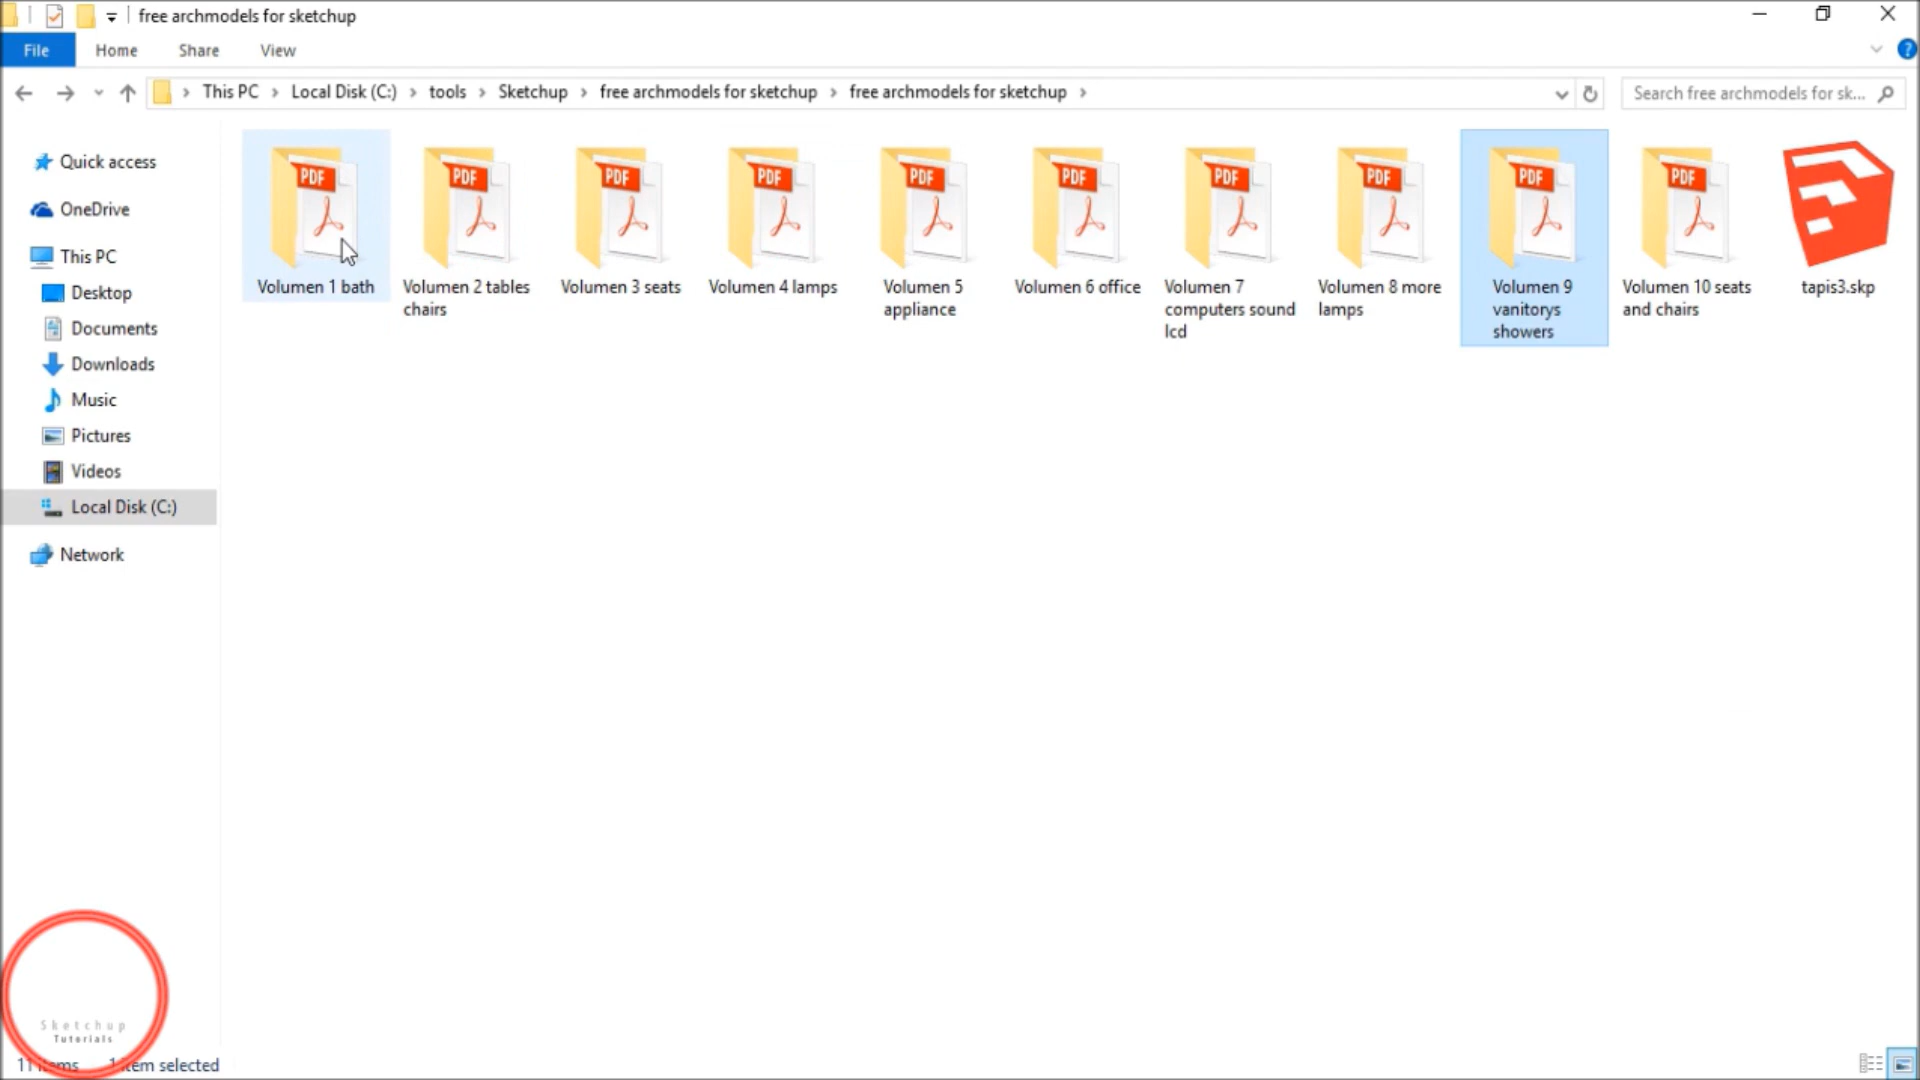 free archmodels for sketchup
File Home Share View
This PC Local Disk (C:) tools Sketchup free archmodels for sketchup free archmodels for sketchup
Search free archmodels for sk...
Quick access
OneDrive
This PC
Desktop
Documents
Downloads
Music
Pictures
Videos
Local Disk (C:)
Network
PDF PDF PDF PDF PDF PDF PDF PDF PDF PDF
Volumen 1 bath
Volumen 2 tables
chairs
Volumen 3 seats
Volumen 4 lamps
Volumen 5
appliance
Volumen 6 office
Volumen 7
computers sound
lcd
Volumen 8 more
lamps
Volumen 9
vanitorys
showers
Volumen 10 seats
and chairs
tapis3.skp
Sketchup
Tutorials
11 items 1 item selected